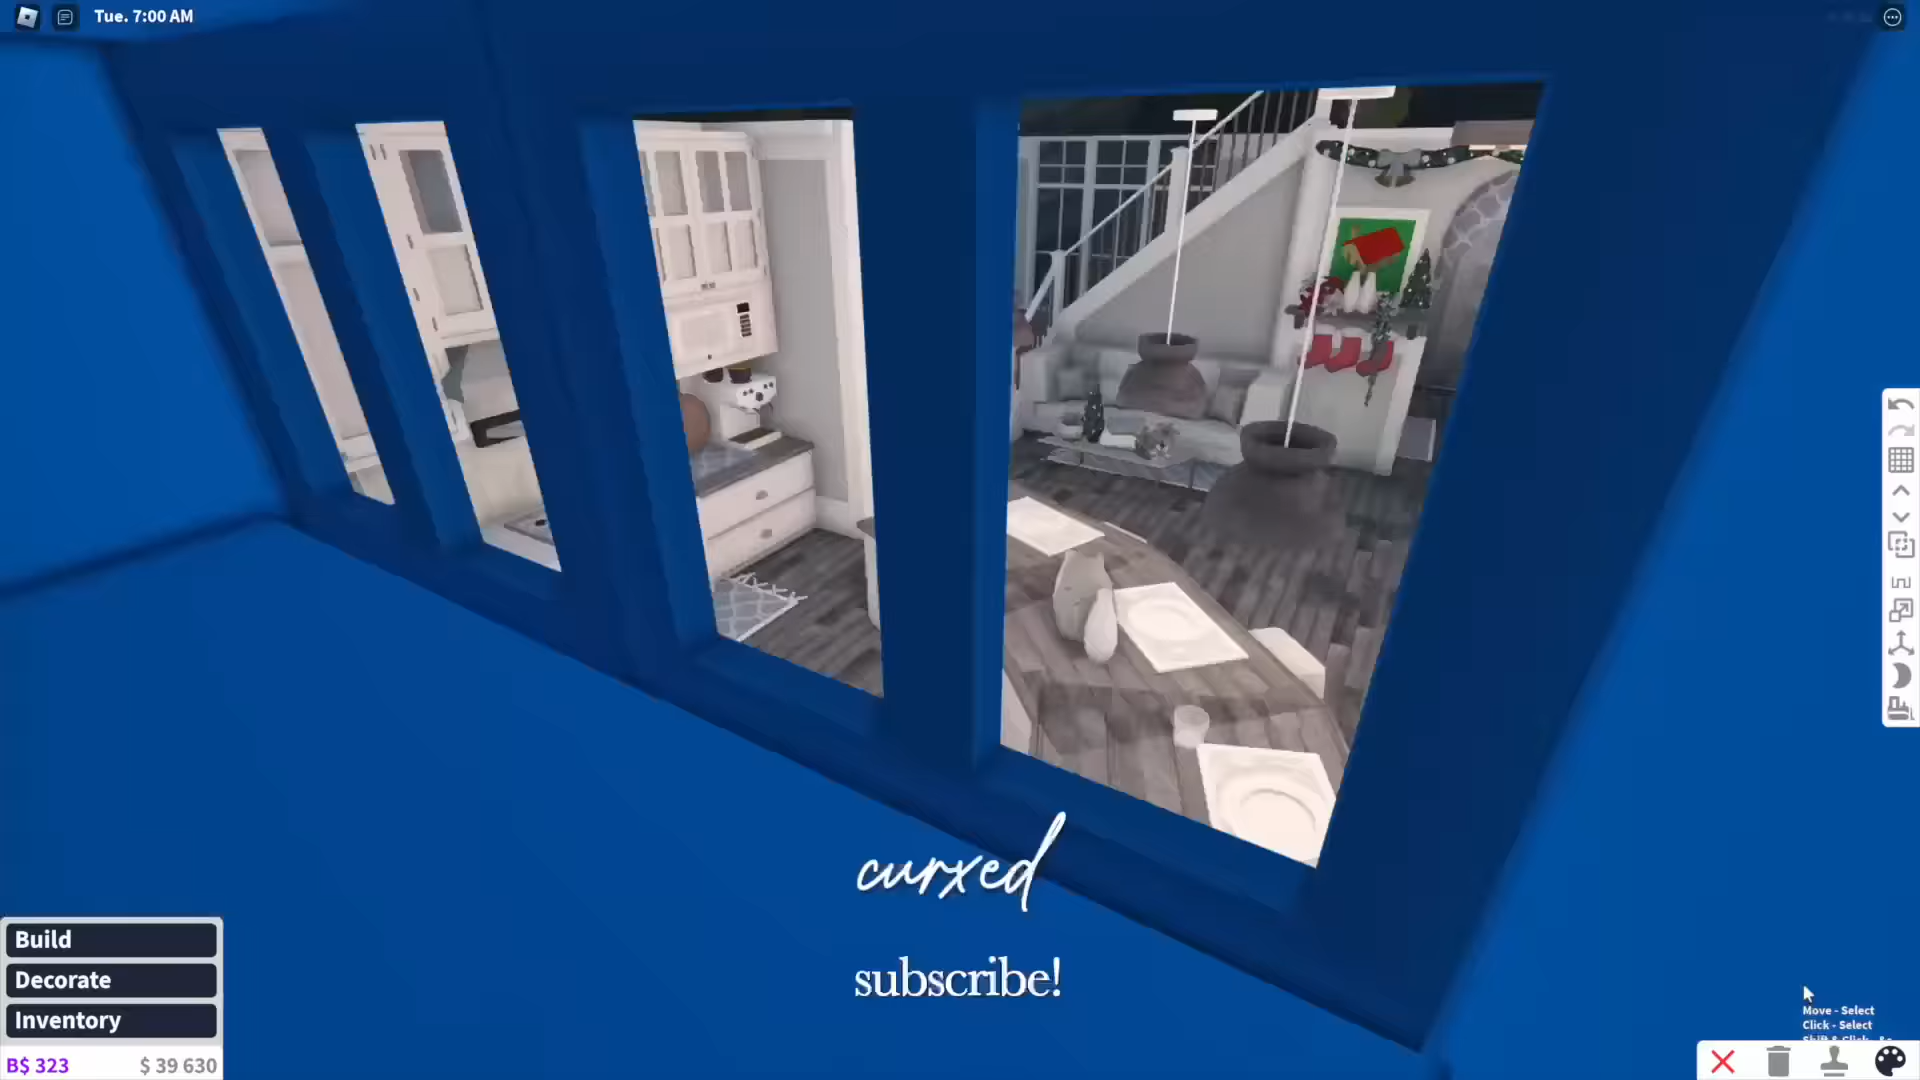 Tue. 7:00 AM
curxed
subscribe!
Build
Decorate
Inventory
B$ 323
$ 39 630
Move - Select
Click - Select